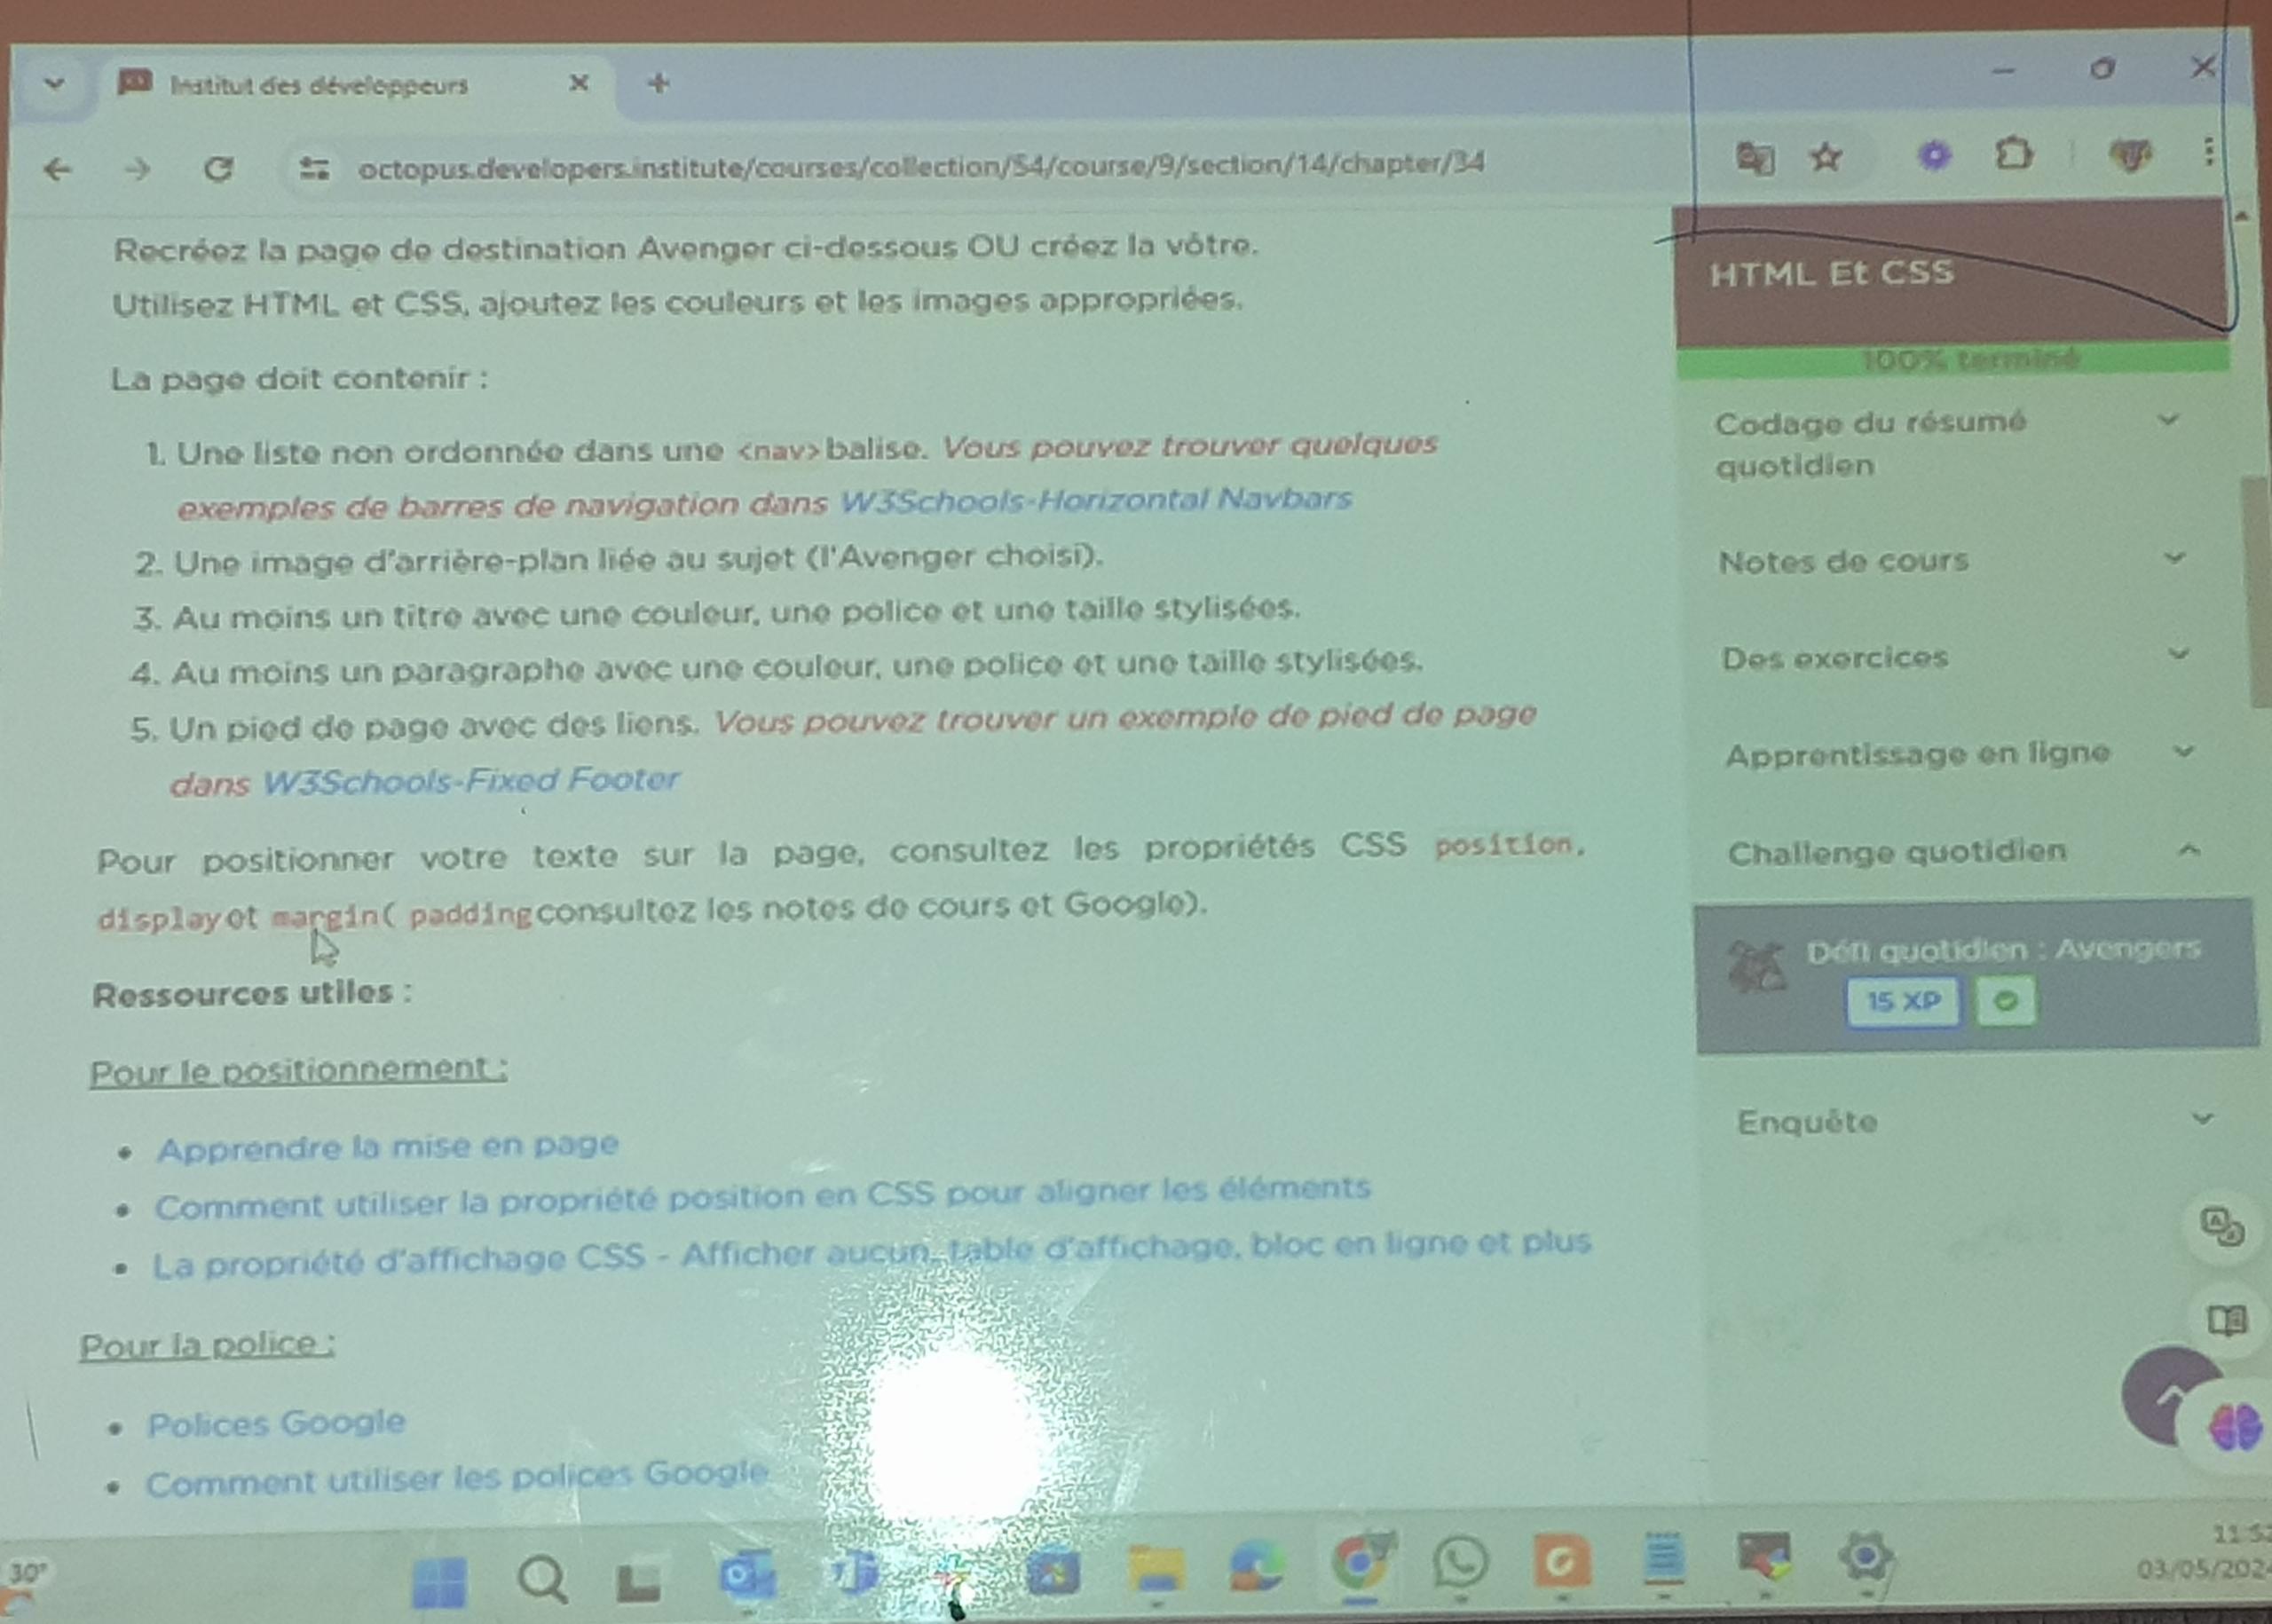 Institut des développeurs
octopus.developers.institute/courses/collection/54/course/9/section/14/chapter/34
Recréez la page de destination Avenger ci-dessous OU créez la vôtre.
Utilisez HTML et CSS, ajoutez les couleurs et les images appropriées.
La page doit contenir :
1. Une liste non ordonnée dans une <nav> balise. Vous pouvez trouver quelques
exemples de barres de navigation dans W3Schools-Horizontal Navbars
2. Une image d'arrière-plan liée au sujet (l'Avenger choisi).
3. Au moins un titre avec une couleur, une police et une taille stylisées.
4. Au moins un paragraphe avec une couleur, une police et une taille stylisées.
5. Un pied de page avec des liens. Vous pouvez trouver un exemple de pied de page
dans W3Schools-Fixed Footer
Pour positionner votre texte sur la page, consultez les propriétés CSS position,
display et margin( padding consultez les notes de cours et Google).
Ressources utiles :
Pour le positionnement :
• Apprendre la mise en page
• Comment utiliser la propriété position en CSS pour aligner les éléments
• La propriété d'affichage CSS - Afficher aucun, table d'affichage, bloc en ligne et plus
Pour la police :
• Polices Google
• Comment utiliser les polices Google
HTML Et CSS
100% terminé
Codage du résumé
quotidien
Notes de cours
Des exercices
Apprentissage en ligne
Challenge quotidien
Défi quotidien : Avengers
15 XP
Enquête
30°